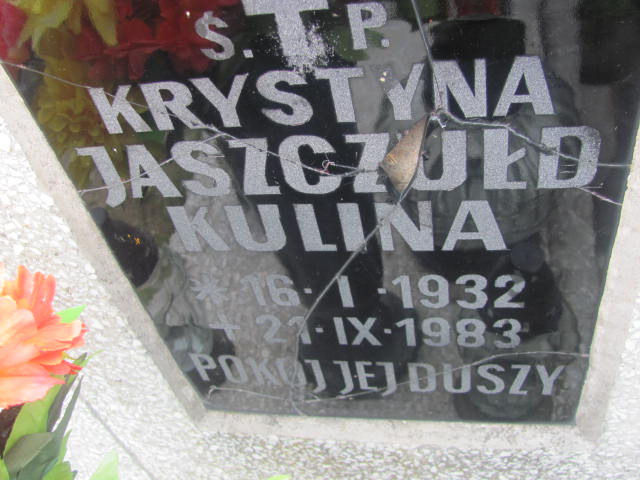 Ś. P.
KRYSTYNA
JASZCZUŁD
KULINA
* 16·I·1932
+ 21·IX·1983
POKÓJ JEJ DUSZY